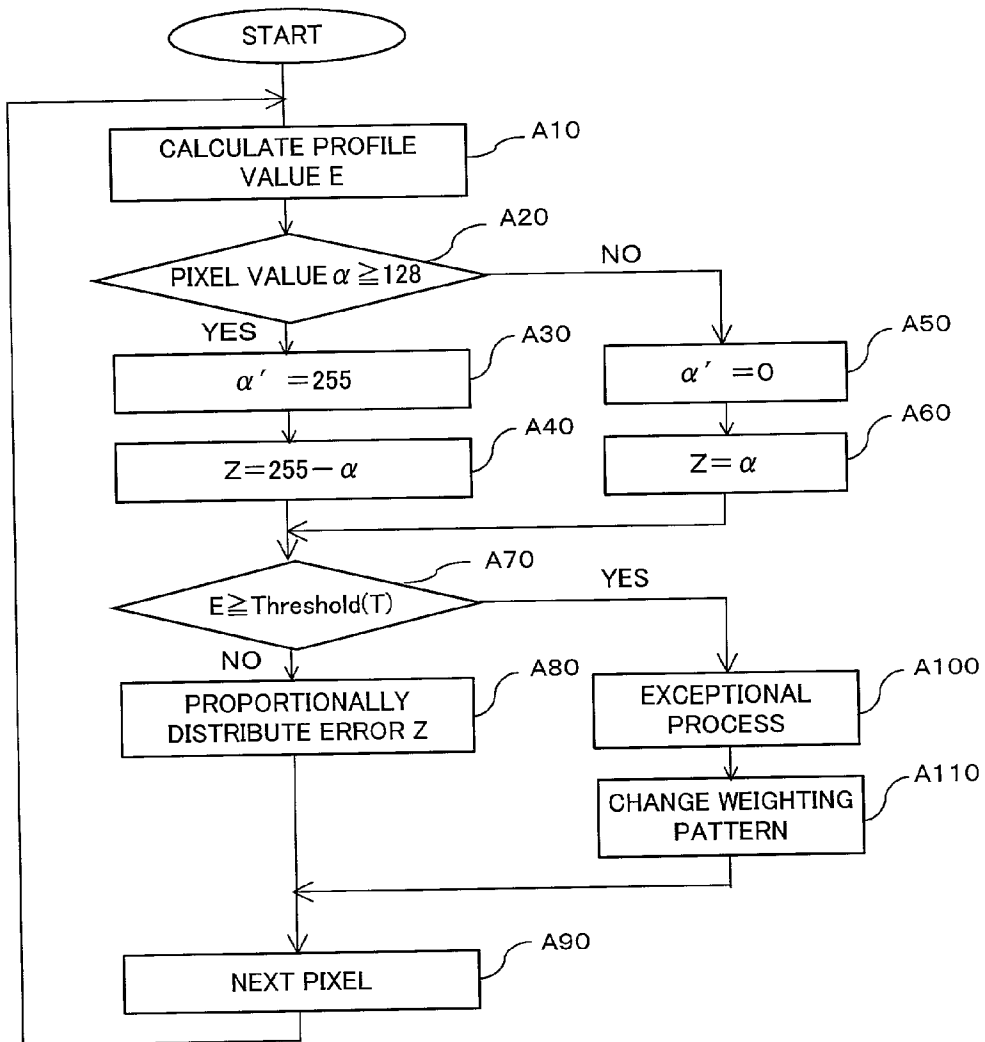 START
CALCULATE PROFILE
VALUE E
A10
PIXEL VALUE α ≧128
A20
NO
YES
α′ =255
A30
α′ =0
A50
Z=255-α
A40
Z=α
A60
E≧Threshold(T)
A70
YES
NO
PROPORTIONALLY
DISTRIBUTE ERROR Z
A80
EXCEPTIONAL
PROCESS
A100
CHANGE WEIGHTING
PATTERN
A110
NEXT PIXEL
A90